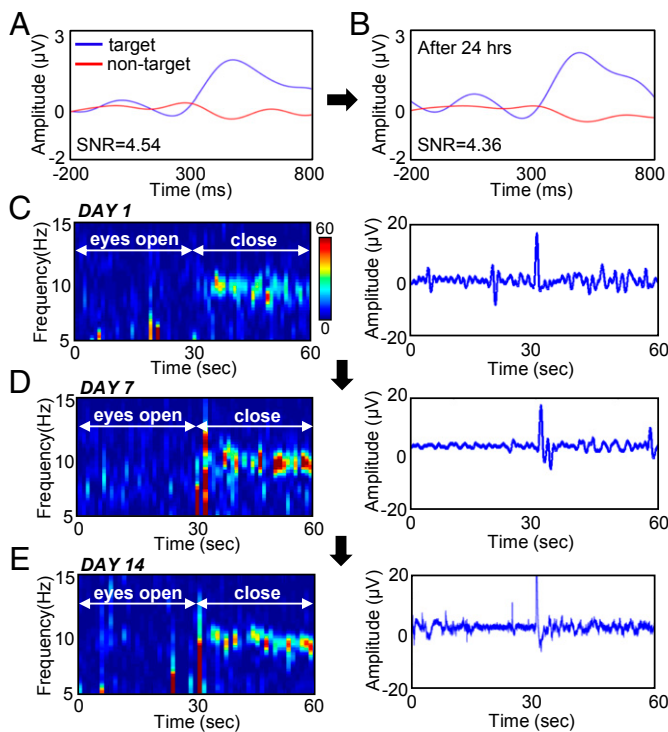 A
B
Amplitude (µV)
3
0
-2
target
non-target
SNR=4.54
-200
300
800
Time (ms)
Amplitude (µV)
3
0
-2
After 24 hrs
SNR=4.36
-200
300
800
Time (ms)
C
DAY 1
Frequency(Hz)
15
10
5
eyes open
close
60
0
0
30
60
Time (sec)
Amplitude (µV)
20
0
-20
0
30
60
Time (sec)
D
DAY 7
Frequency(Hz)
15
10
5
eyes open
close
0
30
60
Time (sec)
Amplitude (µV)
20
0
-20
0
30
60
Time (sec)
E
DAY 14
Frequency(Hz)
15
10
5
eyes open
close
0
30
60
Time (sec)
Amplitude (µV)
20
0
-20
0
30
60
Time (sec)